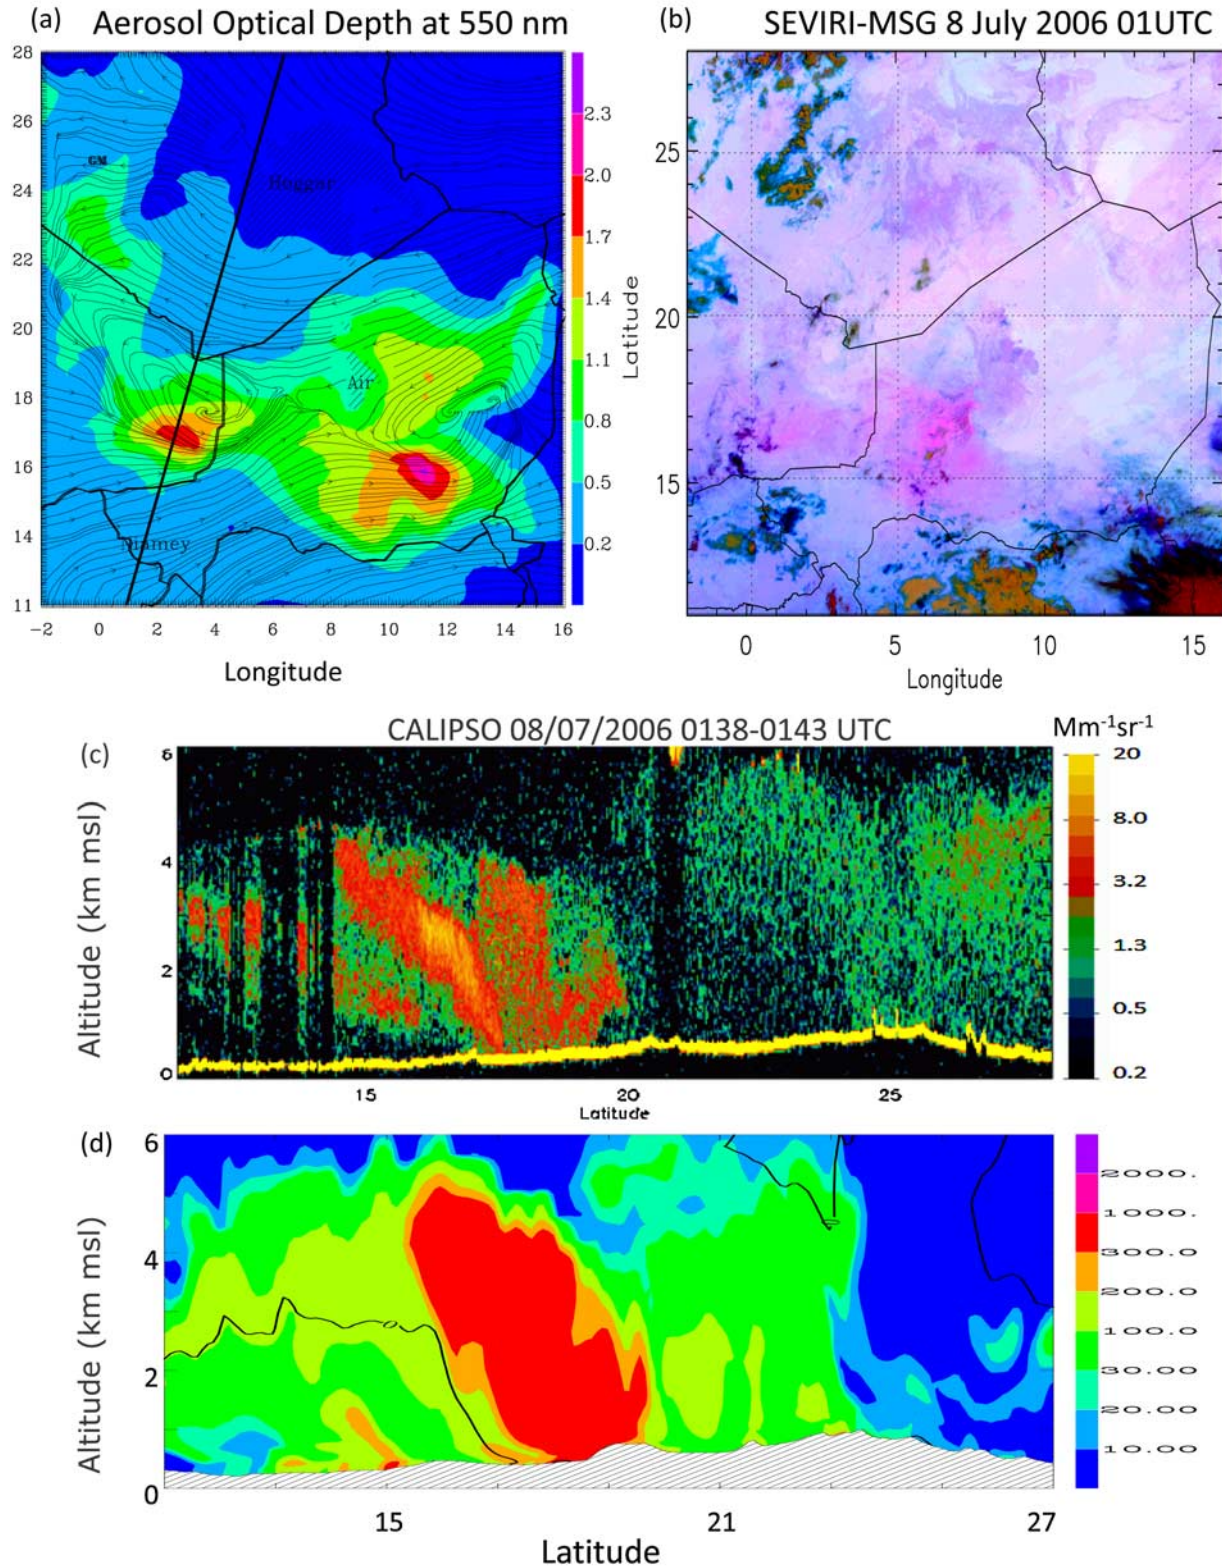 (a) Aerosol Optical Depth at 550 nm
28
26
24
22
20
18
16
14
11
GM
Hoggar
Air
Niamey
-2 0 2 4 6 8 10 12 14 16
Longitude
2.3
2.0
1.7
1.4
1.1
0.8
0.5
0.2
(b) SEVIRI-MSG 8 July 2006 01UTC
Latitude
25
20
15
0 5 10 15
Longitude
CALIPSO 08/07/2006 0138-0143 UTC
Mm⁻¹sr⁻¹
(c)
Altitude (km msl)
6
4
2
0
15 20 25
Latitude
20
8.0
3.2
1.3
0.5
0.2
(d)
Altitude (km msl)
6
4
2
0
0
15 21 27
Latitude
2000.
1000.
300.0
200.0
100.0
30.00
20.00
10.00